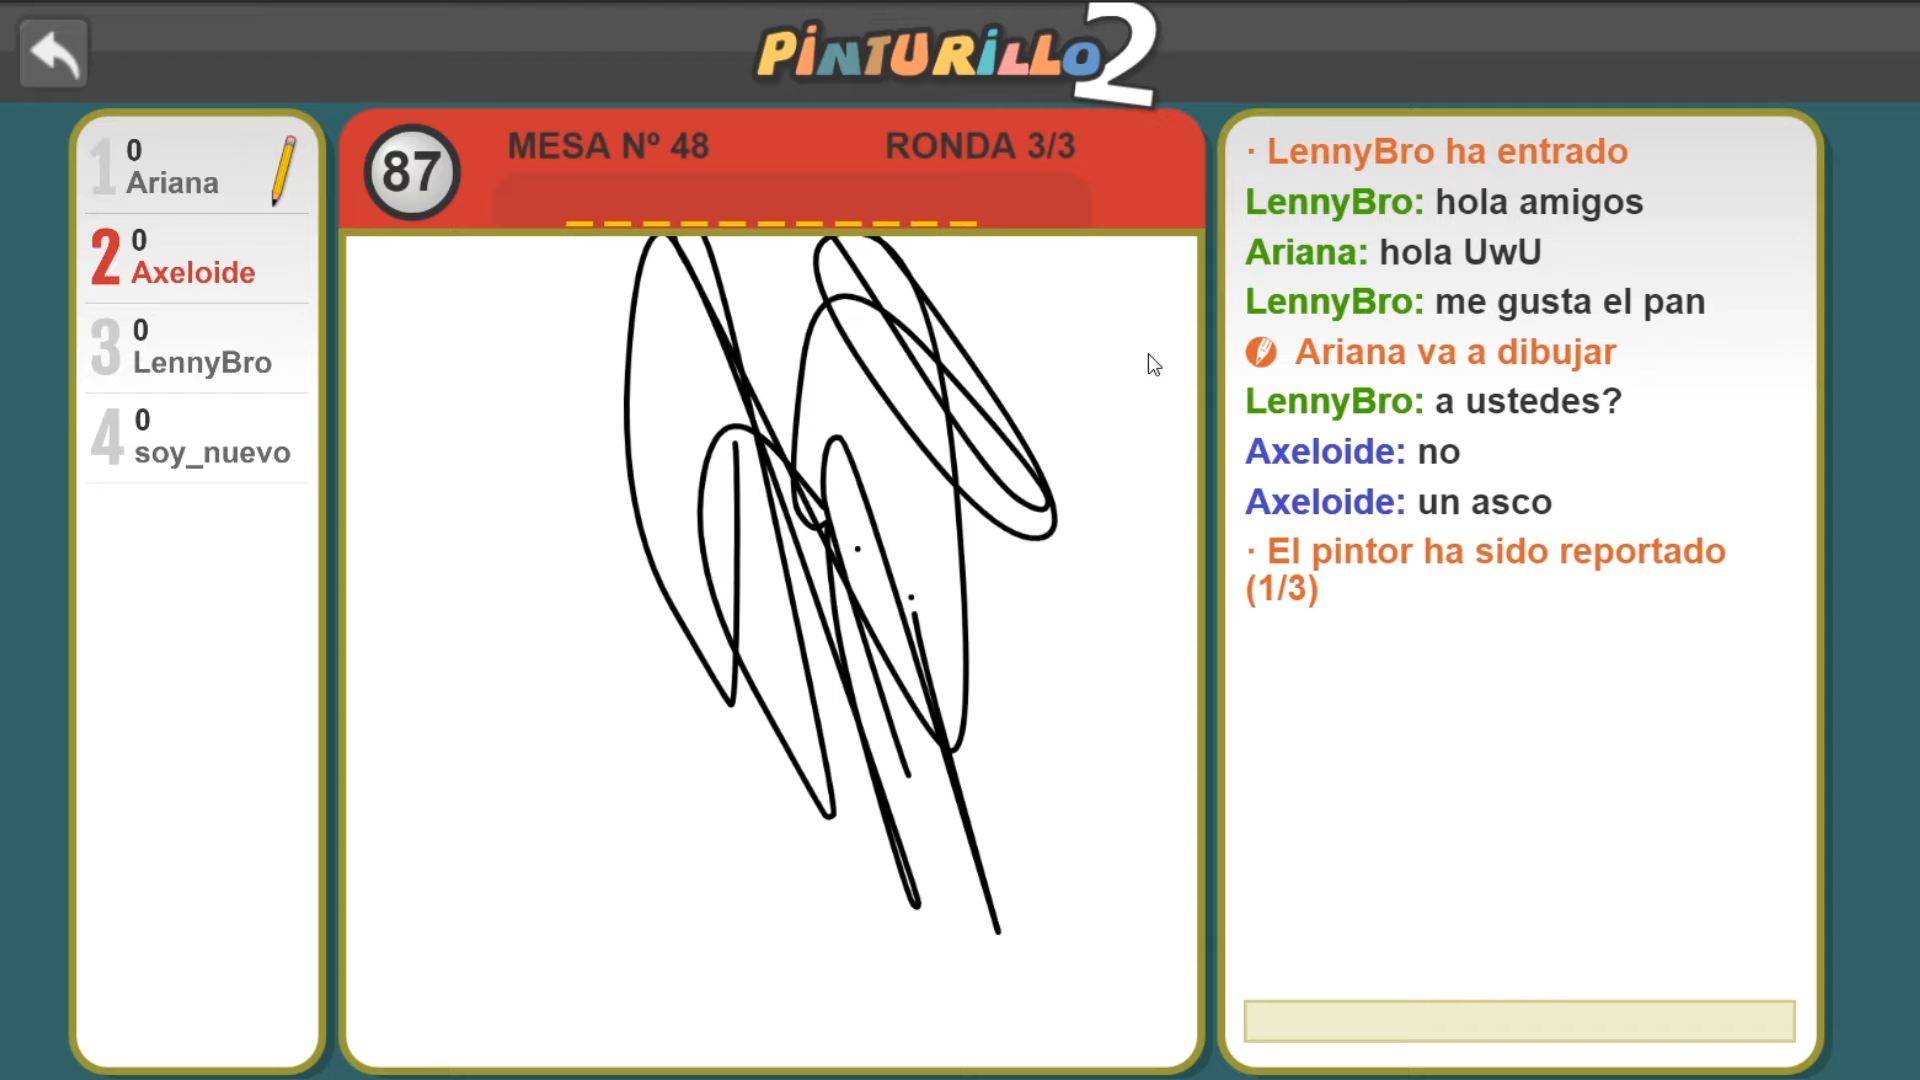 PiNTURiLLO 2
1 0
Ariana
2 0
Axeloide
3 0
LennyBro
4 0
soy_nuevo
87 MESA Nº 48 RONDA 3/3
· LennyBro ha entrado
LennyBro: hola amigos
Ariana: hola UwU
LennyBro: me gusta el pan
Ariana va a dibujar
LennyBro: a ustedes?
Axeloide: no
Axeloide: un asco
· El pintor ha sido reportado
(1/3)